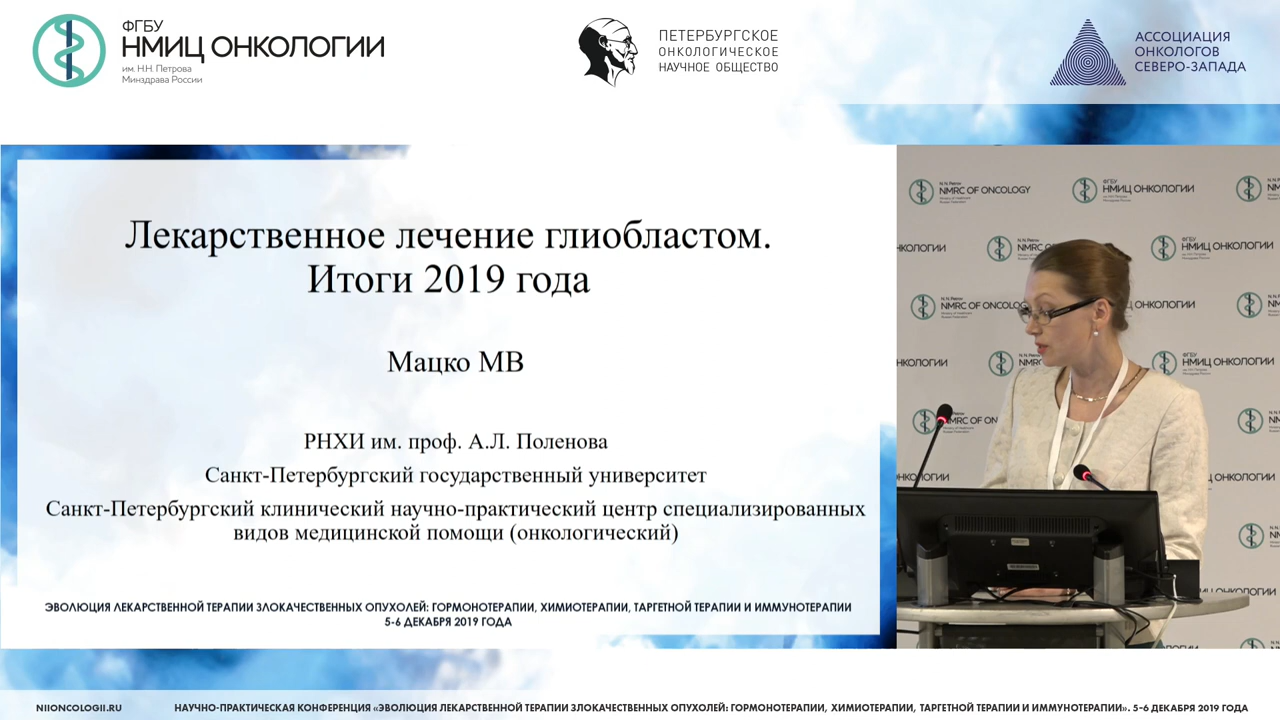 ФГБУ
НМИЦ ОНКОЛОГИИ
им. Н.Н. Петрова
Минздрава России
ПЕТЕРБУРГСКОЕ
ОНКОЛОГИЧЕСКОЕ
НАУЧНОЕ ОБЩЕСТВО
АССОЦИАЦИЯ
ОНКОЛОГОВ
СЕВЕРО-ЗАПАДА
Лекарственное лечение глиобластом.
Итоги 2019 года
Мацко МВ
РНХИ им. проф. А.Л. Поленова
Санкт-Петербургский государственный университет
Санкт-Петербургский клинический научно-практический центр специализированных
видов медицинской помощи (онкологический)
ЭВОЛЮЦИЯ ЛЕКАРСТВЕННОЙ ТЕРАПИИ ЗЛОКАЧЕСТВЕННЫХ ОПУХОЛЕЙ: ГОРМОНОТЕРАПИИ, ХИМИОТЕРАПИИ, ТАРГЕТНОЙ ТЕРАПИИ И ИММУНОТЕРАПИИ
5-6 ДЕКАБРЯ 2019 ГОДА
N.N. Petrov
NMRC OF ONCOLOGY
ФГБУ
НМИЦ ОНКОЛОГИИ
NIIONCOLOGII.RU
НАУЧНО-ПРАКТИЧЕСКАЯ КОНФЕРЕНЦИЯ «ЭВОЛЮЦИЯ ЛЕКАРСТВЕННОЙ ТЕРАПИИ ЗЛОКАЧЕСТВЕННЫХ ОПУХОЛЕЙ: ГОРМОНОТЕРАПИИ, ХИМИОТЕРАПИИ, ТАРГЕТНОЙ ТЕРАПИИ И ИММУНОТЕРАПИИ». 5-6 ДЕКАБРЯ 2019 ГОДА